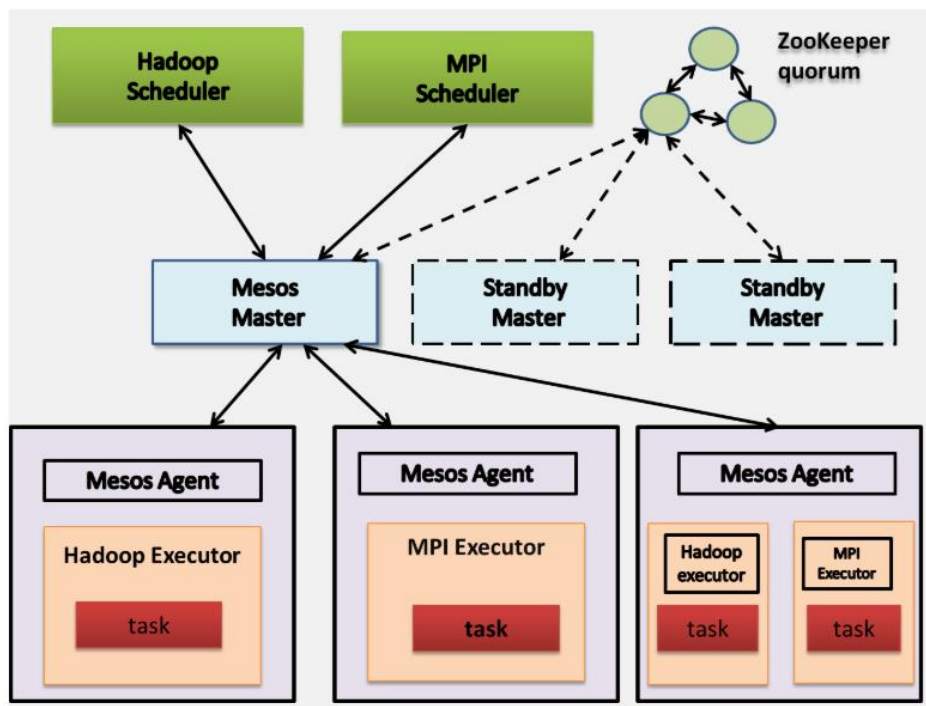 Hadoop
Scheduler
MPI
Scheduler
ZooKeeper
quorum
Mesos
Master
Standby
Master
Standby
Master
Mesos Agent
Hadoop Executor
task
Mesos Agent
MPI Executor
task
Mesos Agent
Hadoop
executor
task
MPI
Executor
task